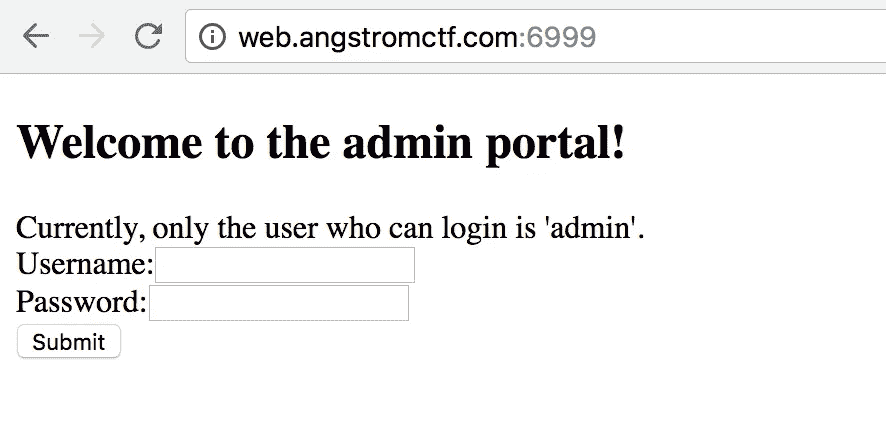 web.angstromctf.com:6999
Welcome to the admin portal!
Currently, only the user who can login is 'admin'.
Username:
Password:
Submit